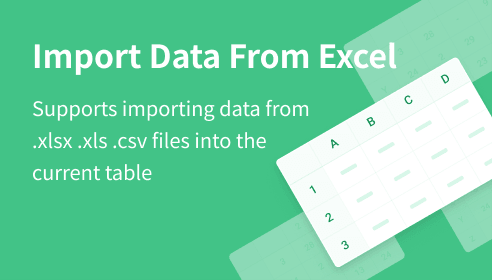 Import Data From Excel
Supports importing data from
.xlsx .xls .csv files into the
current table
A B C D
1
2
3